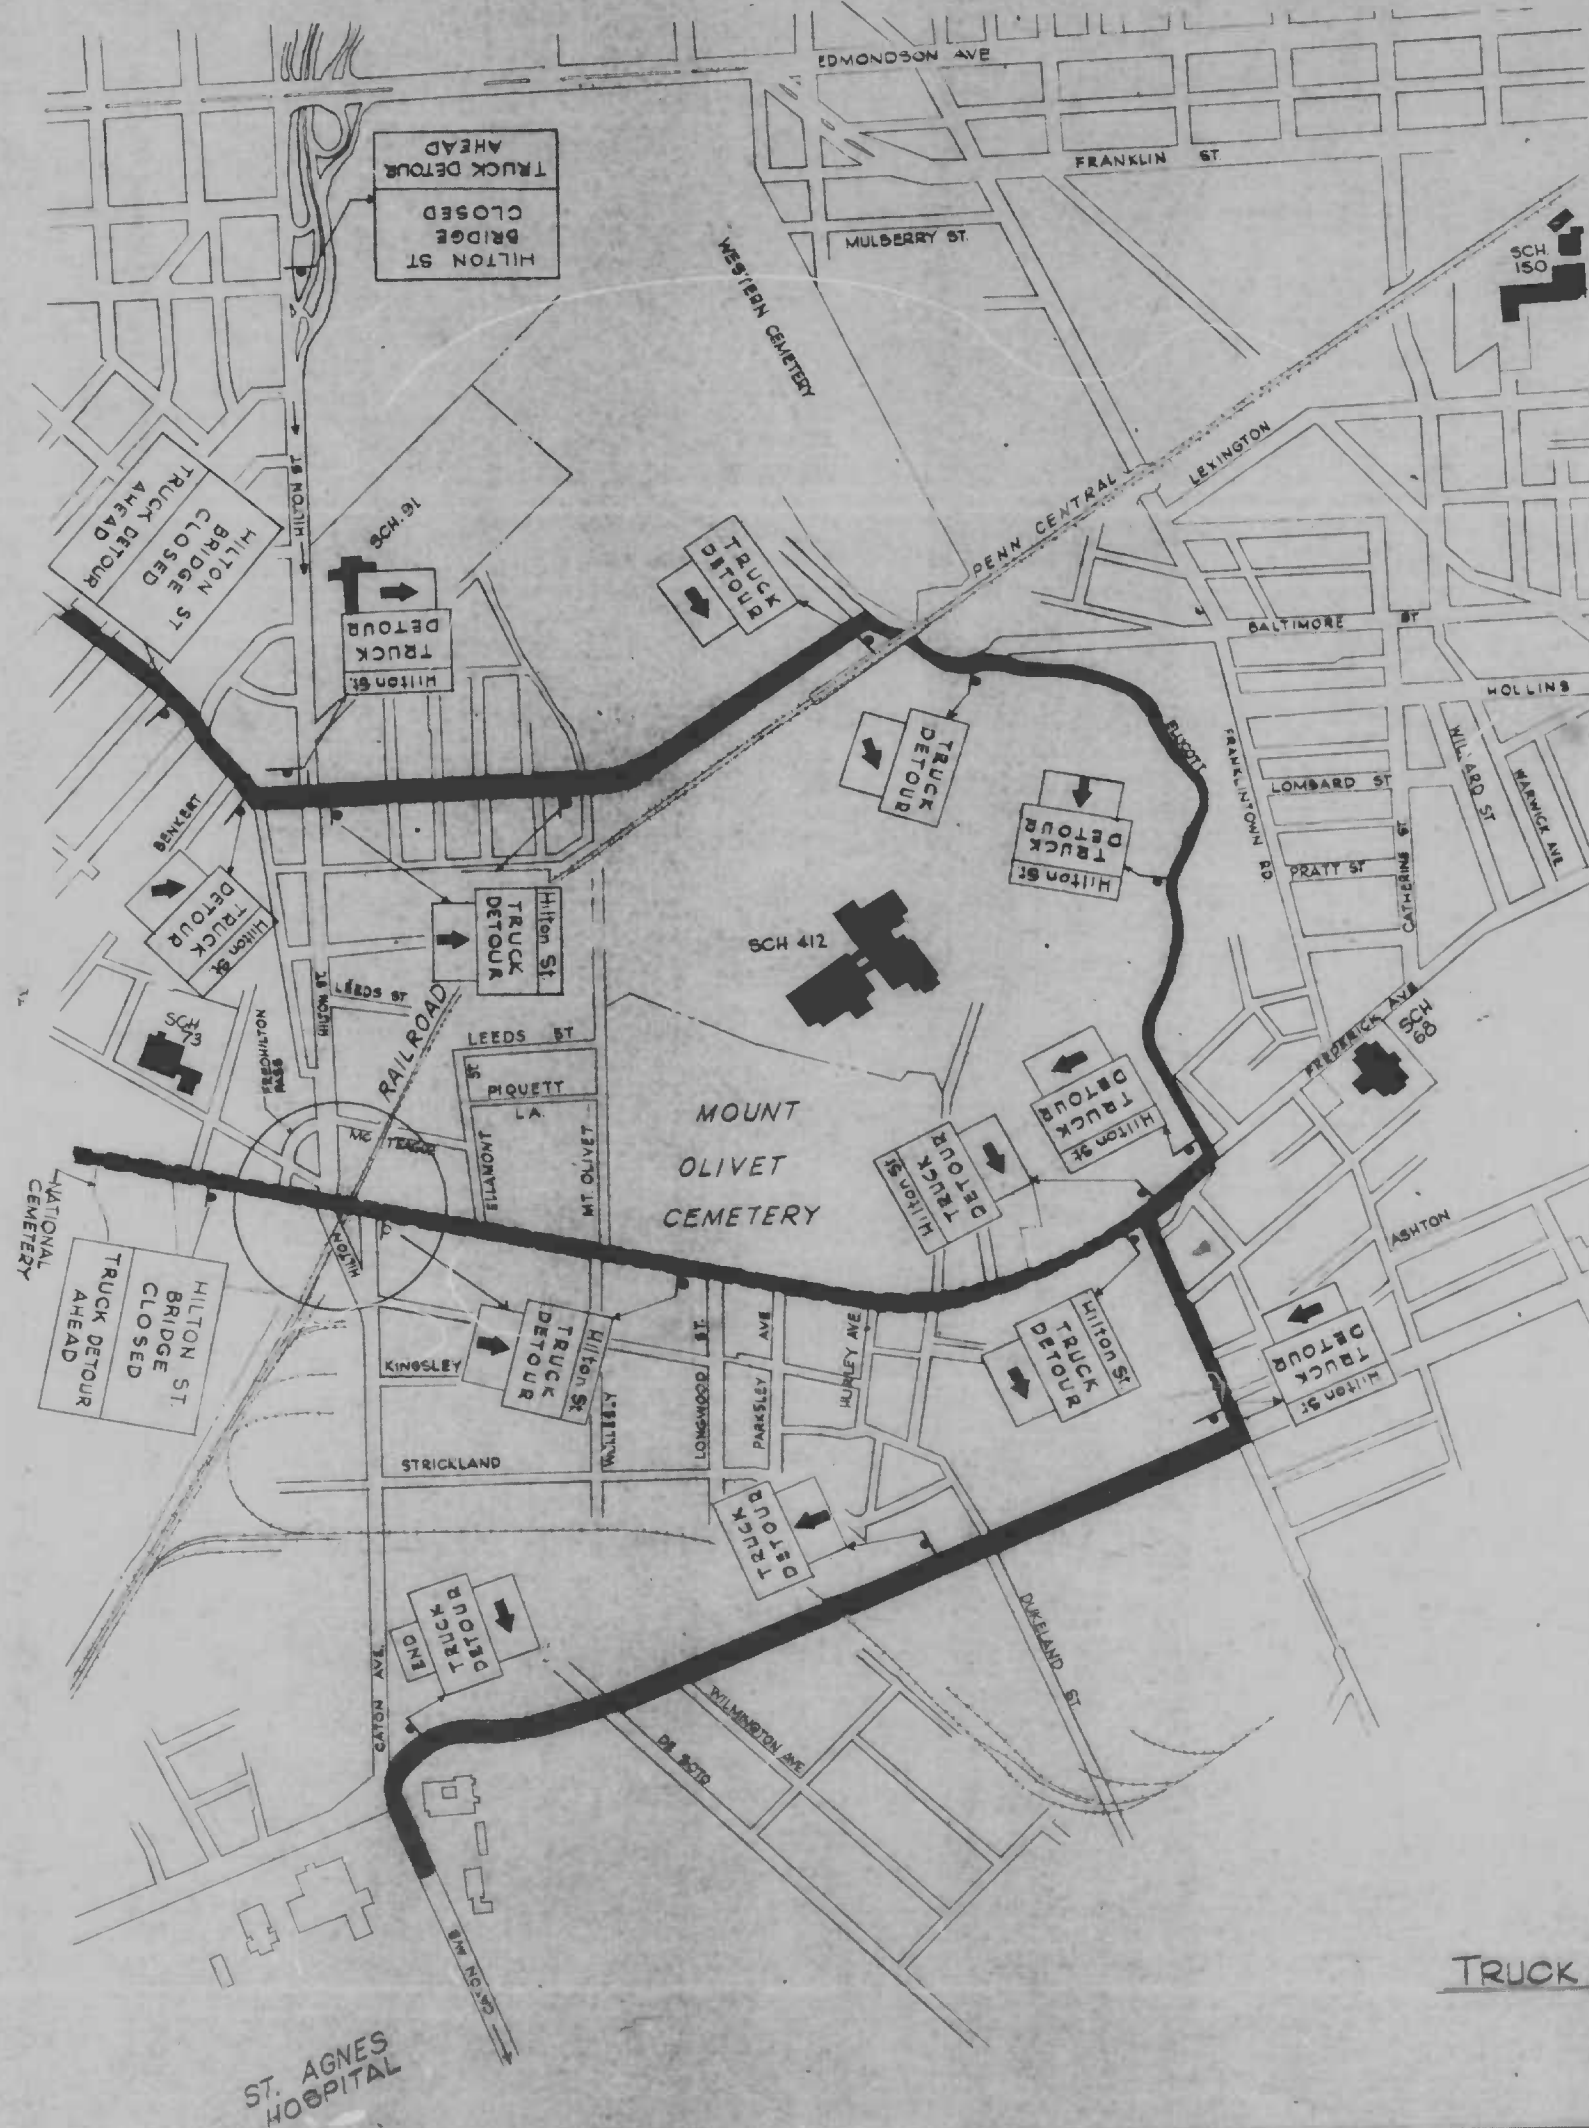 EDMONDSON AVE
FRANKLIN ST.
MULBERRY ST.
TRUCK DETOUR
AHEAD
HILTON ST
BRIDGE
CLOSED
WESTERN CEMETERY
SCH.
150
LEXINGTON
PENN CENTRAL
HILTON ST
SCH. 91
HILTON ST
BRIDGE
CLOSED
TRUCK DETOUR
AHEAD
Hilton St.
TRUCK
DETOUR
TRUCK
DETOUR
BALTIMORE ST
HOLLINS
WILLARD ST
WARWICK AVE
FRANKLINTOWN RD.
LOMBARD ST
CATHERINE ST
PRATT ST
ELLICOTT
TRUCK
DETOUR
Hilton St
TRUCK
DETOUR
BENKERT
Hilton St
TRUCK
DETOUR
Hilton St
TRUCK
DETOUR
SCH 412
SCH
73
FREDHILTON
PASS
HILTON ST
LEEDS ST
RAILROAD
LEEDS ST
ST
PIQUETT
LA.
ELLAMONT
MT. OLIVET
MC TEAGUE
MOUNT
OLIVET
CEMETERY
FREDERICK AVE
SCH
68
Hilton St
TRUCK
DETOUR
Hilton St
TRUCK
DETOUR
ASHTON
NATIONAL
CEMETERY
HILTON
HILTON ST.
BRIDGE
CLOSED
TRUCK DETOUR
AHEAD
Hilton St
TRUCK
DETOUR
KINGSLEY
WELLESLEY
LONGWOOD ST.
PARKSLEY AVE
HURLEY AVE
Hilton St.
TRUCK
DETOUR
Hilton St
TRUCK
DETOUR
STRICKLAND
TRUCK
DETOUR
END
TRUCK
DETOUR
CATON AVE.
DUKELAND ST.
WILMINGTON AVE
DE SOTO
CATON AVE
ST. AGNES
HOSPITAL
TRUCK